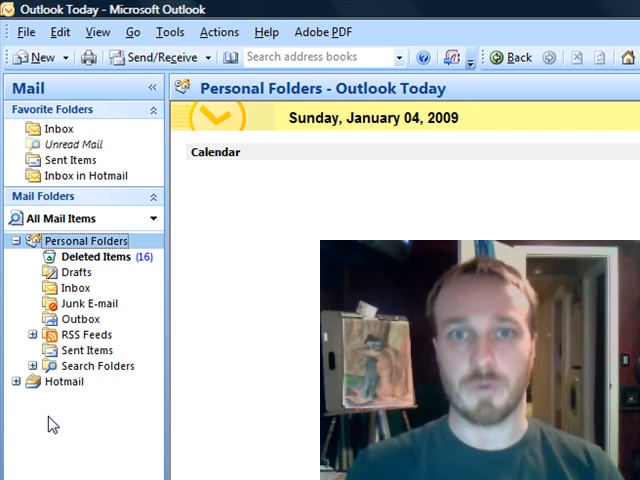 Outlook Today - Microsoft Outlook
File Edit View Go Tools Actions Help Adobe PDF
New Send/Receive Search address books Back
Mail «
Personal Folders - Outlook Today
Favorite Folders
Sunday, January 04, 2009
Inbox
Unread Mail
Calendar
Sent Items
Inbox in Hotmail
Mail Folders
All Mail Items
Personal Folders
Deleted Items (16)
Drafts
Inbox
Junk E-mail
Outbox
RSS Feeds
Sent Items
Search Folders
Hotmail